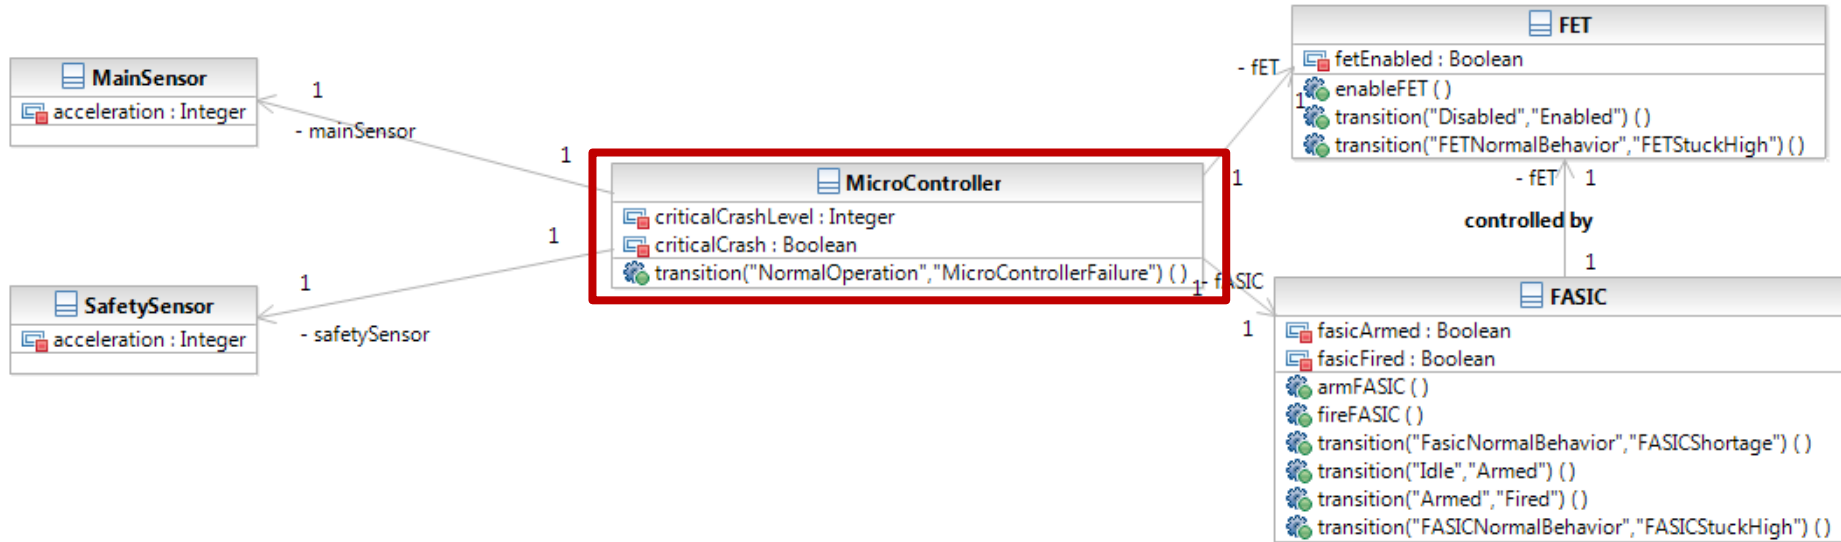 MainSensor
acceleration : Integer
1
- mainSensor
1
SafetySensor
acceleration : Integer
1
- safetySensor
1
MicroController
criticalCrashLevel : Integer
criticalCrash : Boolean
transition("NormalOperation","MicroControllerFailure") ( )
- fET
1
1
FET
fetEnabled : Boolean
enableFET ( )
transition("Disabled","Enabled") ( )
transition("FETNormalBehavior","FETStuckHigh") ( )
- fET
1
controlled by
1
1
- fASIC
1
FASIC
fasicArmed : Boolean
fasicFired : Boolean
armFASIC ( )
fireFASIC ( )
transition("FasicNormalBehavior","FASICShortage") ( )
transition("Idle","Armed") ( )
transition("Armed","Fired") ( )
transition("FASICNormalBehavior","FASICStuckHigh") ( )